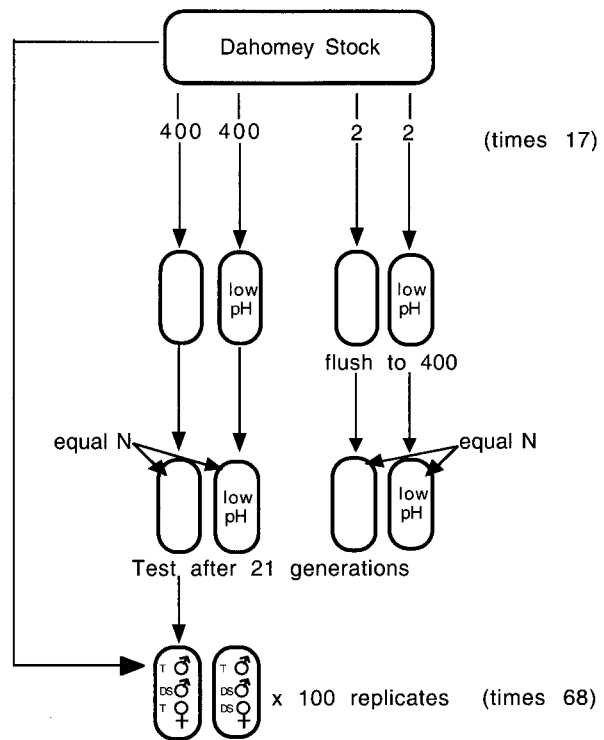 Dahomey Stock
400 400 2 2 (times 17)
low pH
low pH
flush to 400
equal N
equal N
low pH
low pH
Test after 21 generations
T ♂ T ♂
DS ♂ DS ♂
T ♀ DS ♀
x 100 replicates (times 68)